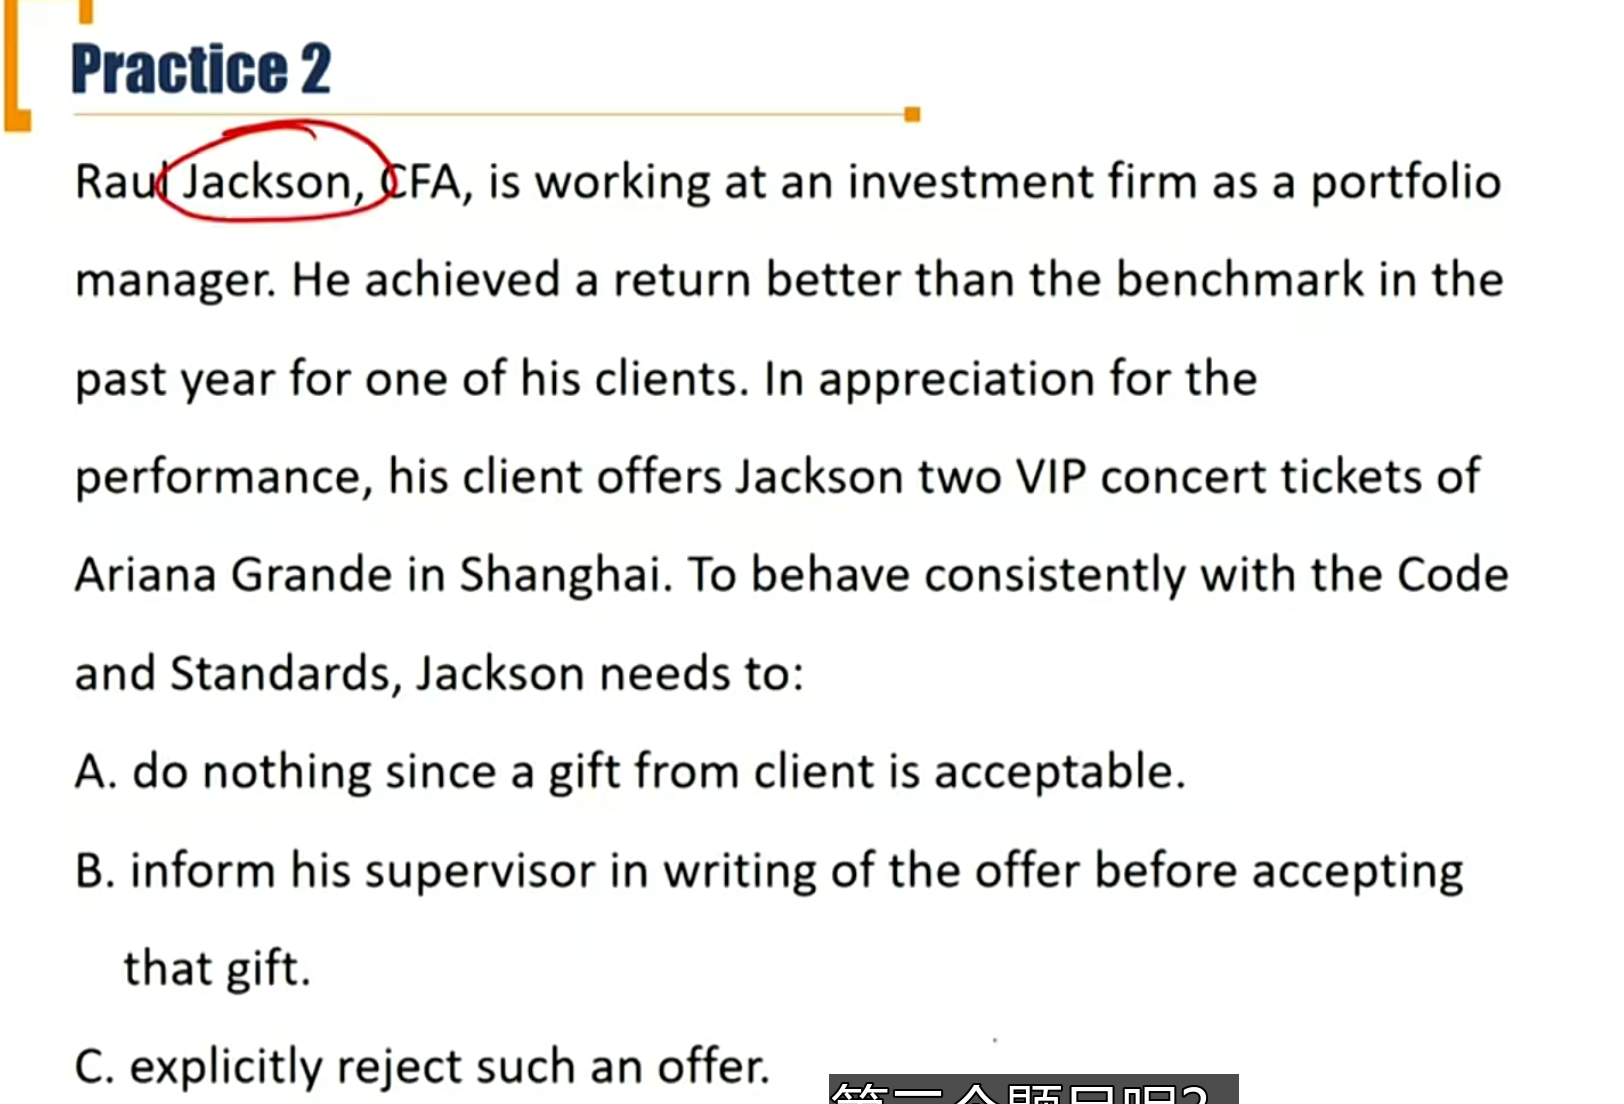 Practice 2
Raul Jackson, CFA, is working at an investment firm as a portfolio
manager. He achieved a return better than the benchmark in the
past year for one of his clients. In appreciation for the
performance, his client offers Jackson two VIP concert tickets of
Ariana Grande in Shanghai. To behave consistently with the Code
and Standards, Jackson needs to:
A. do nothing since a gift from client is acceptable.
B. inform his supervisor in writing of the offer before accepting
that gift.
C. explicitly reject such an offer.